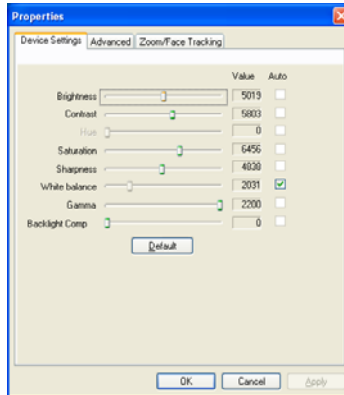 Properties
Device Settings Advanced Zoom/Face Tracking
Value Auto
Brightness 5019
Contrast 5803
Hue 0
Saturation 6456
Sharpness 4838
White balance 2031
Gamma 2200
Backlight Comp 0
Default
OK Cancel Apply